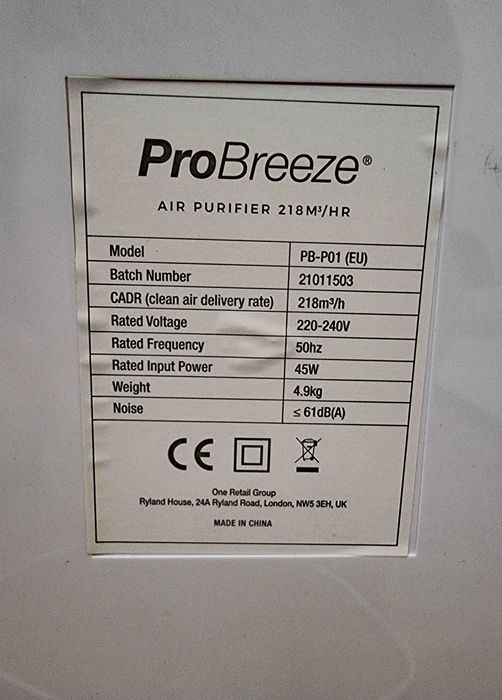 ProBreeze®
AIR PURIFIER 218M³/HR
Model PB-P01 (EU)
Batch Number 21011503
CADR (clean air delivery rate) 218m³/h
Rated Voltage 220-240V
Rated Frequency 50hz
Rated Input Power 45W
Weight 4.9kg
Noise ≤ 61dB(A)
CE
One Retail Group
Ryland House, 24A Ryland Road, London, NW5 3EH, UK
MADE IN CHINA